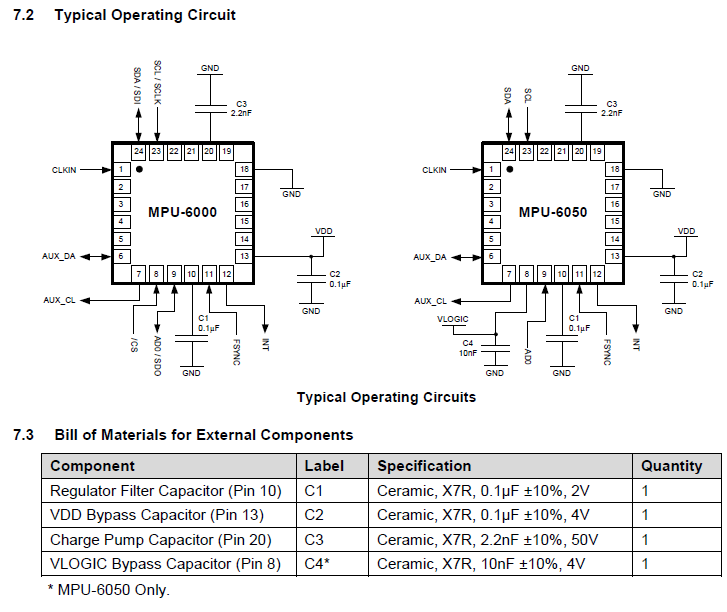 7.2 Typical Operating Circuit
SDA / SDI
SCL / SCLK
GND
C3
2.2nF
24 23 22 21 20 19
CLKIN
1
2
3
4
5
6
MPU-6000
18
17
16
15
14
13
GND
VDD
C2
0.1µF
GND
AUX_DA
7 8 9 10 11 12
AUX_CL
/CS
AD0 / SDO
C1
0.1µF
GND
FSYNC
INT
SDA
SCL
GND
C3
2.2nF
24 23 22 21 20 19
CLKIN
1
2
3
4
5
6
MPU-6050
18
17
16
15
14
13
GND
VDD
C2
0.1µF
GND
AUX_DA
7 8 9 10 11 12
AUX_CL
VLOGIC
C4
10nF
GND
AD0
C1
0.1µF
GND
FSYNC
INT
Typical Operating Circuits
7.3 Bill of Materials for External Components
Component Label Specification Quantity
Regulator Filter Capacitor (Pin 10) C1 Ceramic, X7R, 0.1µF ±10%, 2V 1
VDD Bypass Capacitor (Pin 13) C2 Ceramic, X7R, 0.1µF ±10%, 4V 1
Charge Pump Capacitor (Pin 20) C3 Ceramic, X7R, 2.2nF ±10%, 50V 1
VLOGIC Bypass Capacitor (Pin 8) C4* Ceramic, X7R, 10nF ±10%, 4V 1
* MPU-6050 Only.